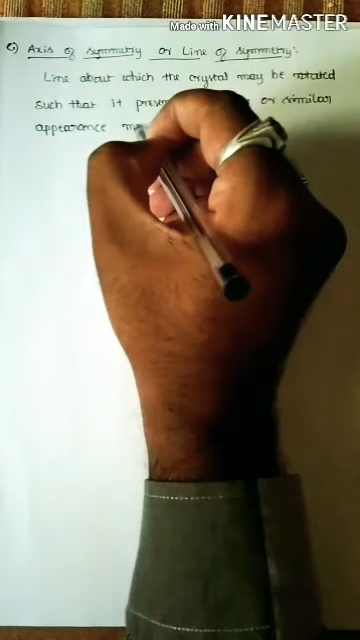 Made with KINEMASTER
c) Axis of symmetry or Line of symmetry:
Line about which the crystal may be rotated
such that it or similar
appearance